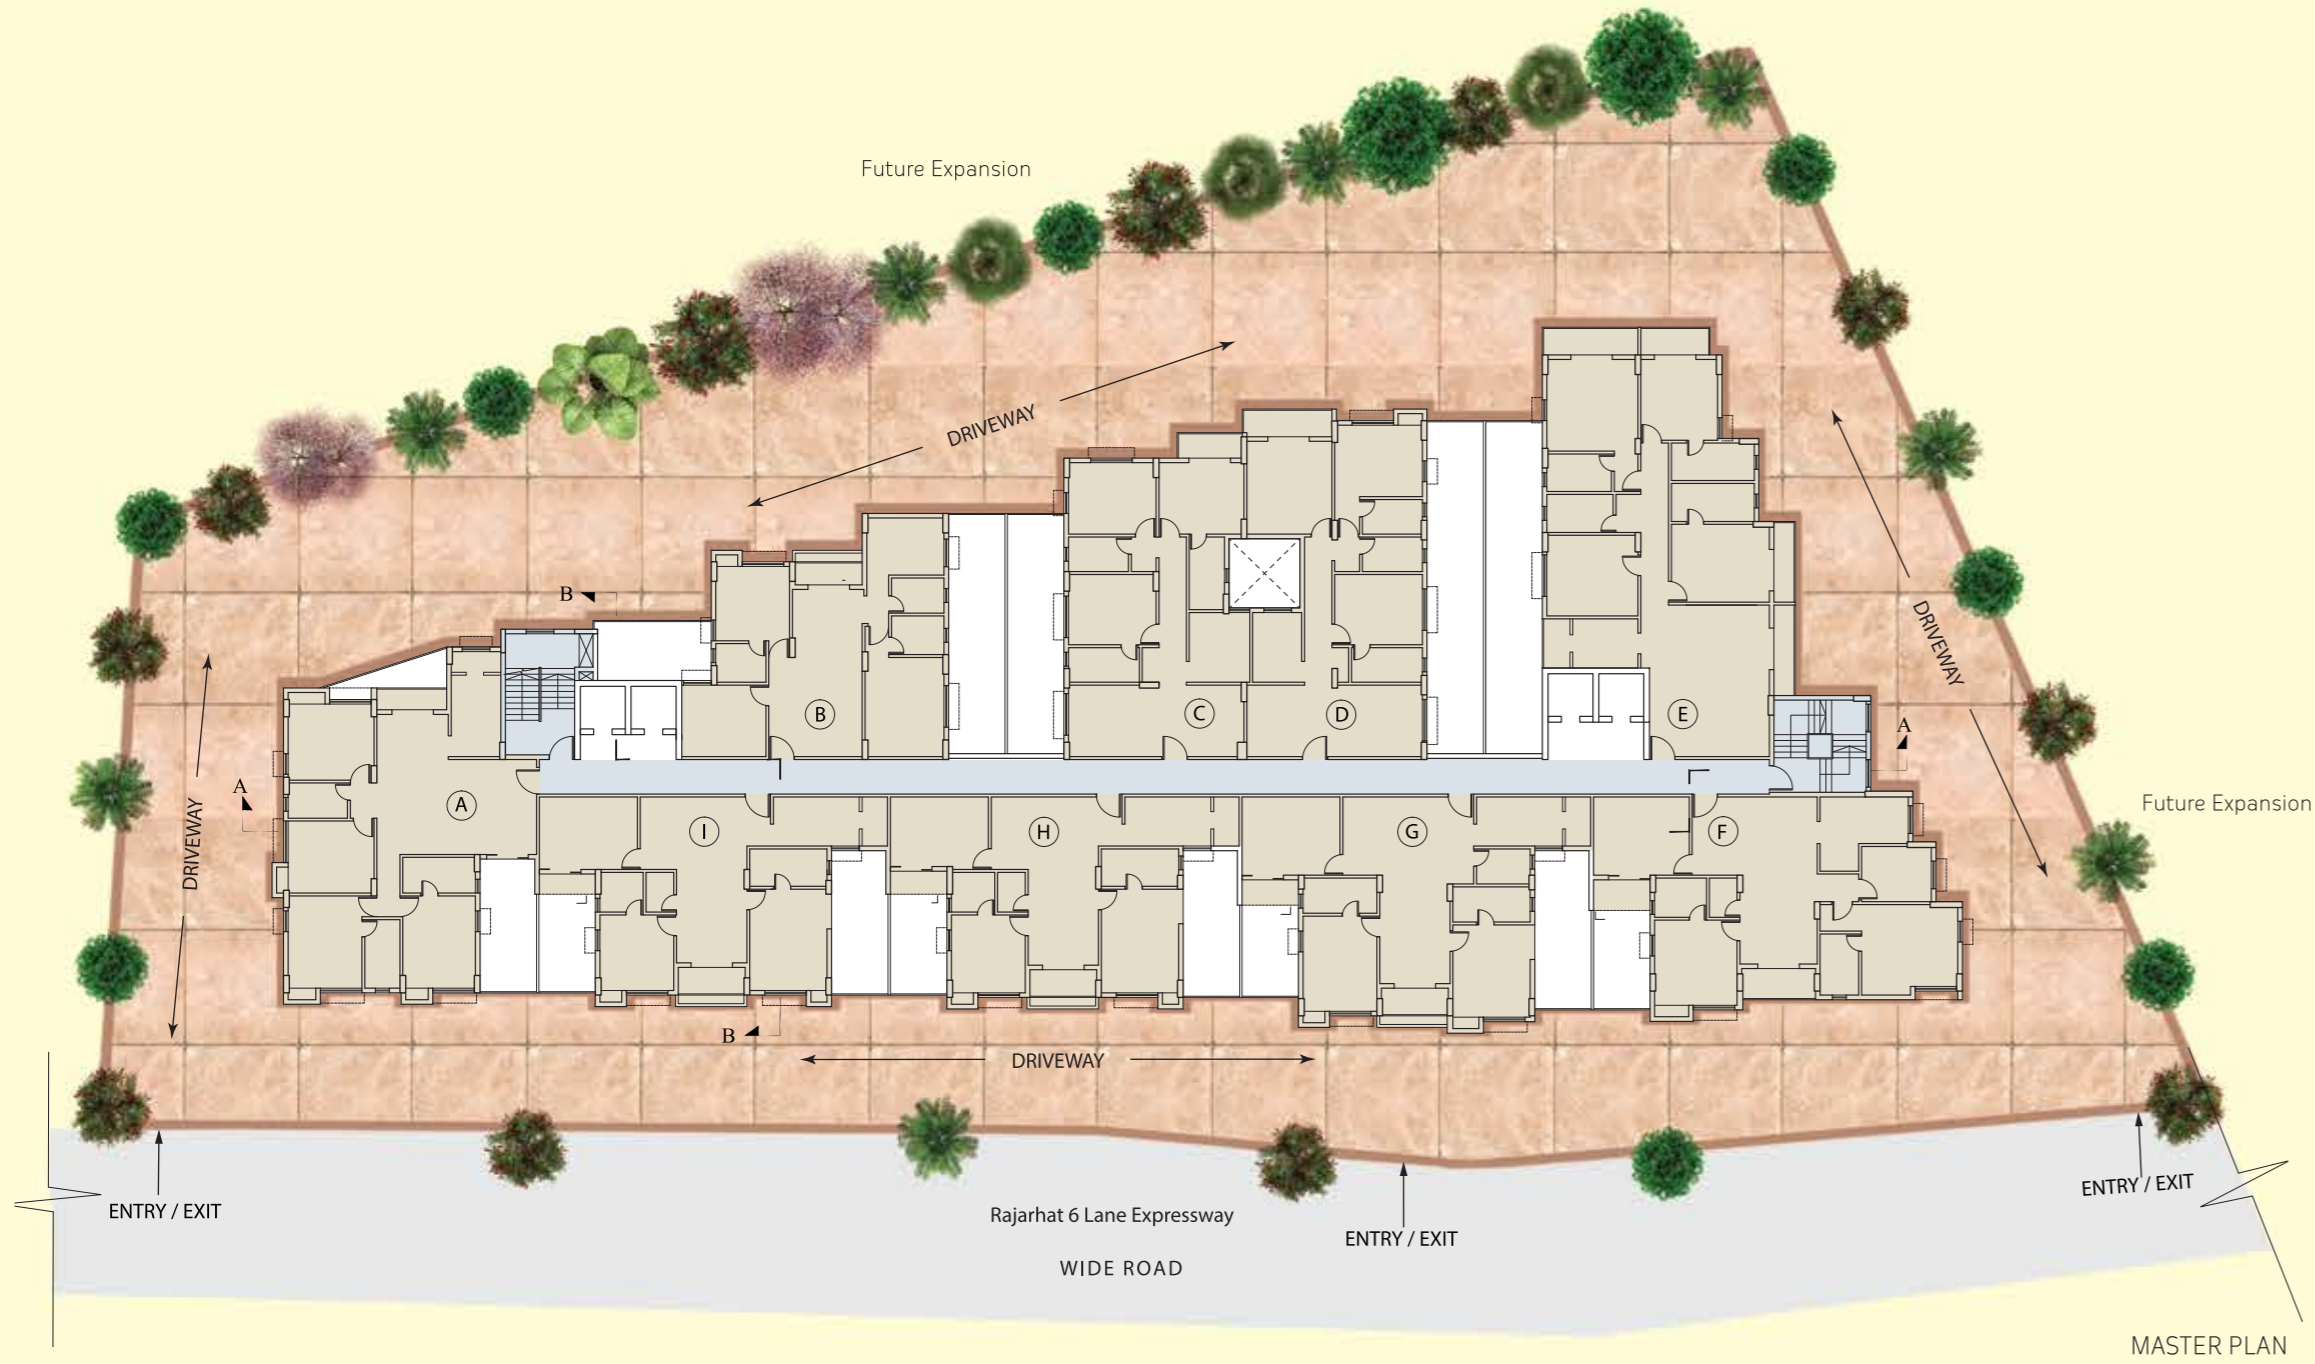 Future Expansion
DRIVEWAY
B
DRIVEWAY
B
C
D
E
A
A
A
DRIVEWAY
I
H
G
F
Future Expansion
B
DRIVEWAY
ENTRY / EXIT
Rajarhat 6 Lane Expressway
ENTRY / EXIT
ENTRY / EXIT
WIDE ROAD
MASTER PLAN